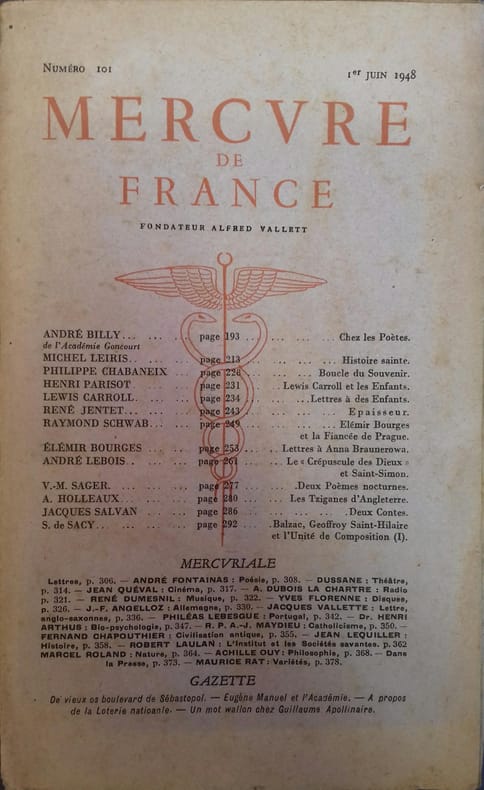 NUMÉRO 101
1er JUIN 1948
MERCVRE
DE
FRANCE
FONDATEUR ALFRED VALLETT
ANDRÉ BILLY... ... ... ... page 193 ... ... ... ... Chez les Poètes.
de l'Académie Goncourt
MICHEL LEIRIS.. ... ... ... page 213 ... ... ... ... Histoire sainte.
PHILIPPE CHABANEIX ... page 228 ... ... ... Boucle du Souvenir.
HENRI PARISOT.. ... ... page 231 ... ... Lewis Carroll et les Enfants.
LEWIS CARROLL.. ... ... page 234 ... ... ...Lettres à des Enfants.
RENÉ JENTET... ... ... page 243 ... ... ... ... Epaisseur.
RAYMOND SCHWAB... ... page 249 ... ... ... Elémir Bourges
et la Fiancée de Prague.
ÉLÉMIR BOURGES ... ... page 253... ... Lettres à Anna Braunerowa.
ANDRÉ LEBOIS.. ... ... page 261 ... ... Le « Crépuscule des Dieux »
et Saint-Simon.
V.-M. SAGER.. ... ... ... page 277 ... ... ...Deux Poèmes nocturnes.
A. HOLLEAUX.. ... ... page 280 ... ... ... Les Tziganes d'Angleterre.
JACQUES SALVAN ... ... page 286 ... ... ... ... ...Deux Contes.
S. de SACY.. ... ... ... page 292 ... .Balzac, Geoffroy Saint-Hilaire
et l'Unité de Composition (I).
MERCVRIALE
Lettres, p. 306. — ANDRÉ FONTAINAS : Poésie, p. 308. — DUSSANE : Théâtre,
p. 314. — JEAN QUÉVAL : Cinéma, p. 317. — A. DUBOIS LA CHARTRE : Radio
p. 321. — RENÉ DUMESNIL : Musique, p. 322. — YVES FLORENNE : Disques,
p. 326. — J.-F. ANGELLOZ : Allemagne, p. 330. — JACQUES VALLETTE : Lettre,
anglo-saxonnes, p. 336. — PHILÉAS LEBESGUE : Portugal, p. 342. — Dr. HENRI
ARTHUS : Bio-psychologie, p. 347. — R. P. A.-J. MAYDIEU : Catholicisme, p. 350. —
FERNAND CHAPOUTHIER : Civilisation antique, p. 355. — JEAN LEQUILLER :
Histoire, p. 358. — ROBERT LAULAN : L'Institut et les Sociétés savantes. p.362
MARCEL ROLAND : Nature, p. 364. — ACHILLE OUY : Philosophie, p. 368. — Dans
la Presse, p. 373. — MAURICE RAT : Variétés, p. 378.
GAZETTE
De vieux os boulevard de Sébastopol. — Eugène Manuel et l'Académie. — A propos
de la Loterie natioanle. — Un mot wallon chez Guillaume Apollinaire.